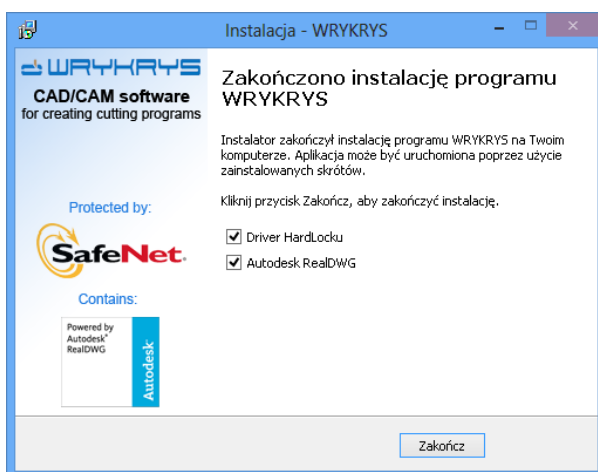 Instalacja - WRYKRYS
WRYKRYS
CAD/CAM software
for creating cutting programs
Protected by:
SafeNet.
Contains:
Powered by
Autodesk®
RealDWG
Autodesk®
Zakończono instalację programu
WRYKRYS
Instalator zakończył instalację programu WRYKRYS na Twoim
komputerze. Aplikacja może być uruchomiona poprzez użycie
zainstalowanych skrótów.
Kliknij przycisk Zakończ, aby zakończyć instalację.
Driver HardLocku
Autodesk RealDWG
Zakończ